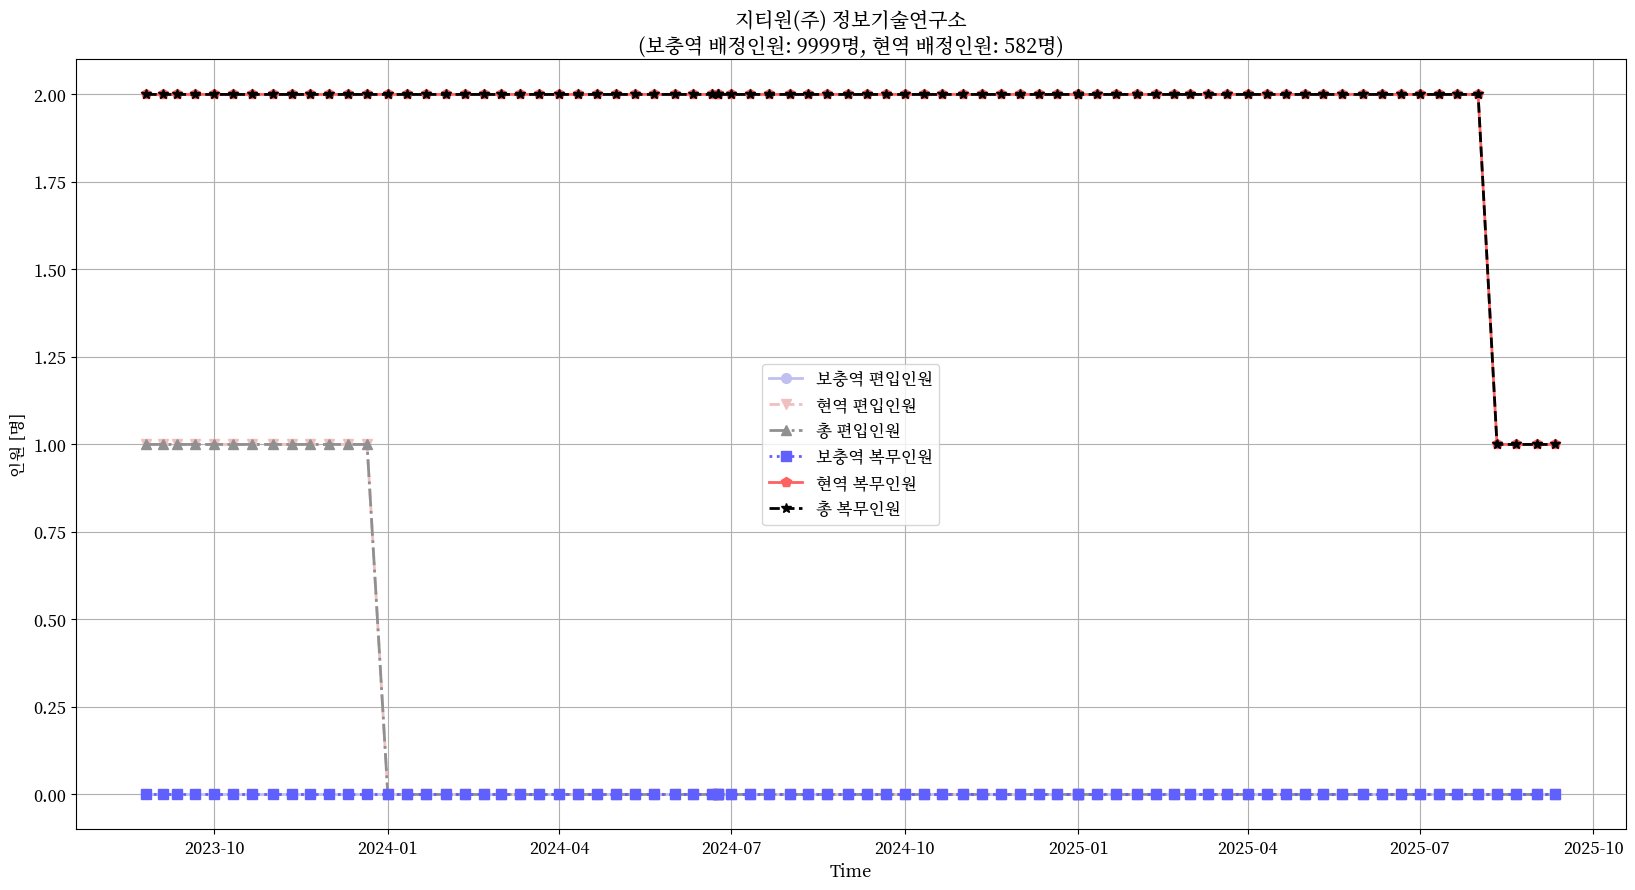 지티원(주) 정보기술연구소
(보충역 배정인원: 9999명, 현역 배정인원: 582명)
인원 [명]
2.00
1.75
1.50
1.25
1.00
0.75
0.50
0.25
0.00
보충역 편입인원
현역 편입인원
총 편입인원
보충역 복무인원
현역 복무인원
총 복무인원
2023-10
2024-01
2024-04
2024-07
2024-10
2025-01
2025-04
2025-07
2025-10
Time